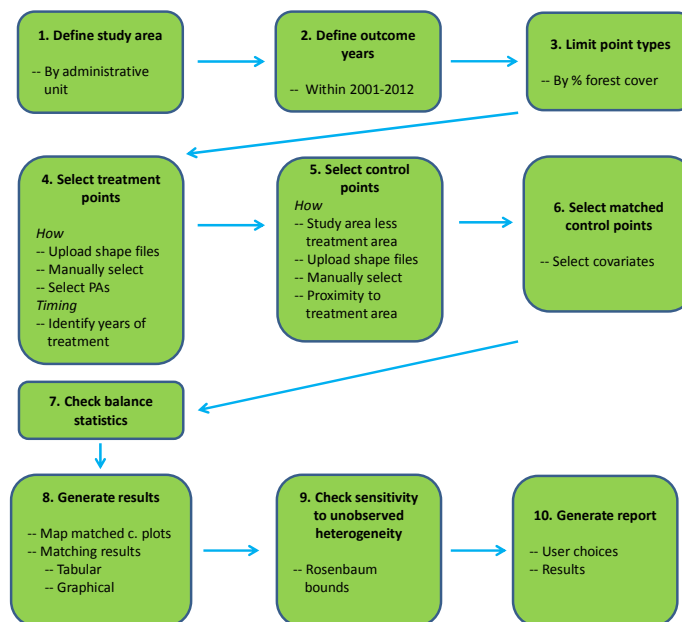 1. Define study area
-- By administrative
unit
2. Define outcome
years
-- Within 2001-2012
3. Limit point types
-- By % forest cover
4. Select treatment
points
How
-- Upload shape files
-- Manually select
-- Select PAs
Timing
-- Identify years of
treatment
5. Select control
points
How
-- Study area less
treatment area
-- Upload shape files
-- Manually select
-- Proximity to
treatment area
6. Select matched
control points
-- Select covariates
7. Check balance
statistics
8. Generate results
-- Map matched c. plots
-- Matching results
-- Tabular
-- Graphical
9. Check sensitivity
to unobserved
heterogeneity
-- Rosenbaum
bounds
10. Generate report
-- User choices
-- Results